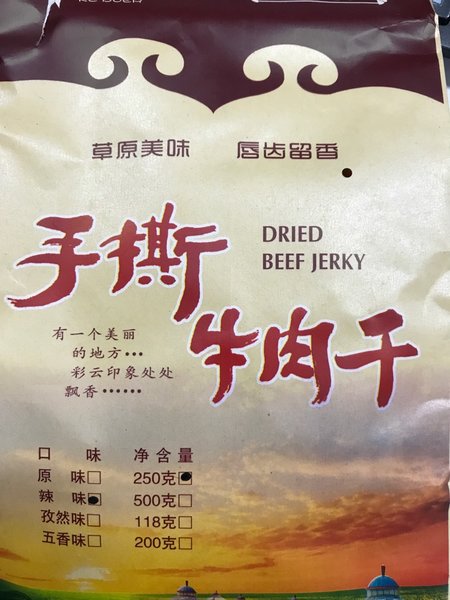 草原美味 唇齿留香
手撕
DRIED
BEEF JERKY
牛肉干
有一个美丽
的地方•••
彩云印象处处
飘香••••••
口味 净含量
原味□ 250克□
辣味□ 500克□
孜然味□ 118克□
五香味□ 200克□